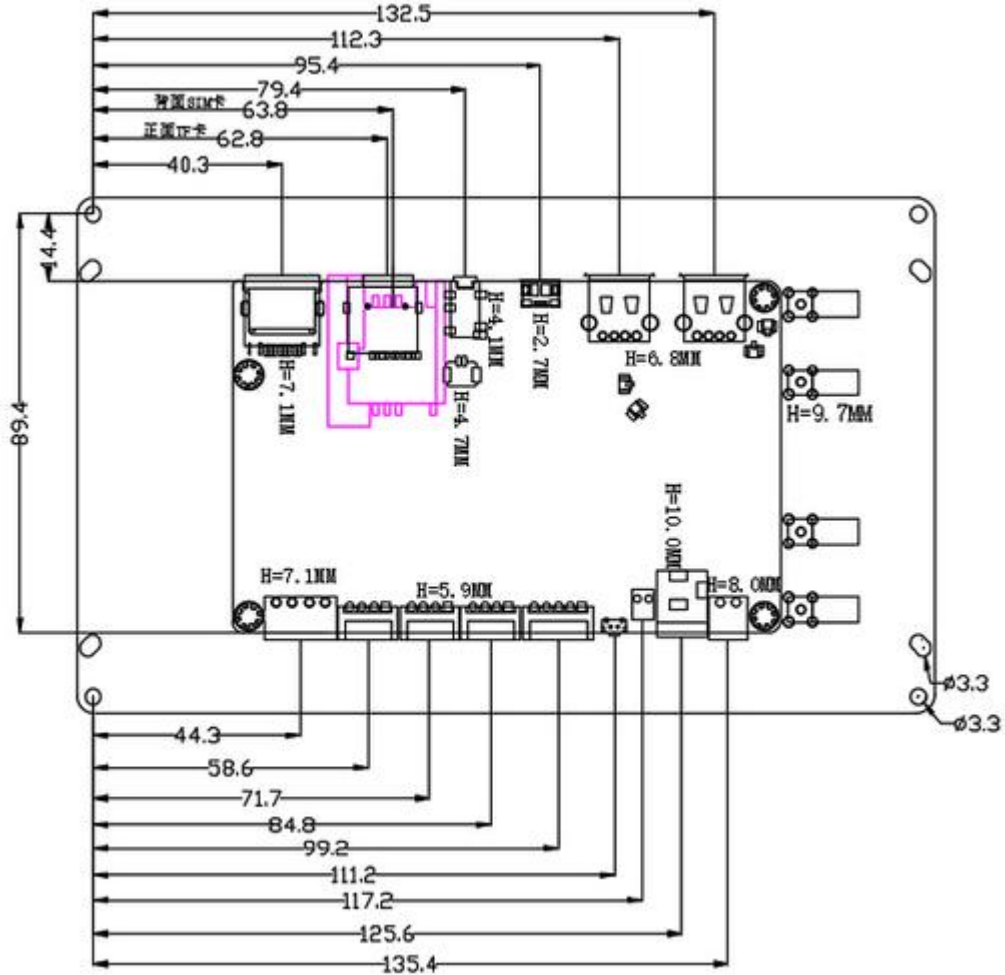 132.5
112.3
95.4
79.4
背面SIM卡 63.8
正面TF卡 62.8
40.3
14.4
89.4
H=7.1MM
H=4.1MM
H=4.7MM
H=2.7MM
H=6.8MM
H=9.7MM
H=10.0MM
H=7.1MM
H=5.9MM
H=8.0MM
ø3.3
ø3.3
44.3
58.6
71.7
84.8
99.2
111.2
117.2
125.6
135.4